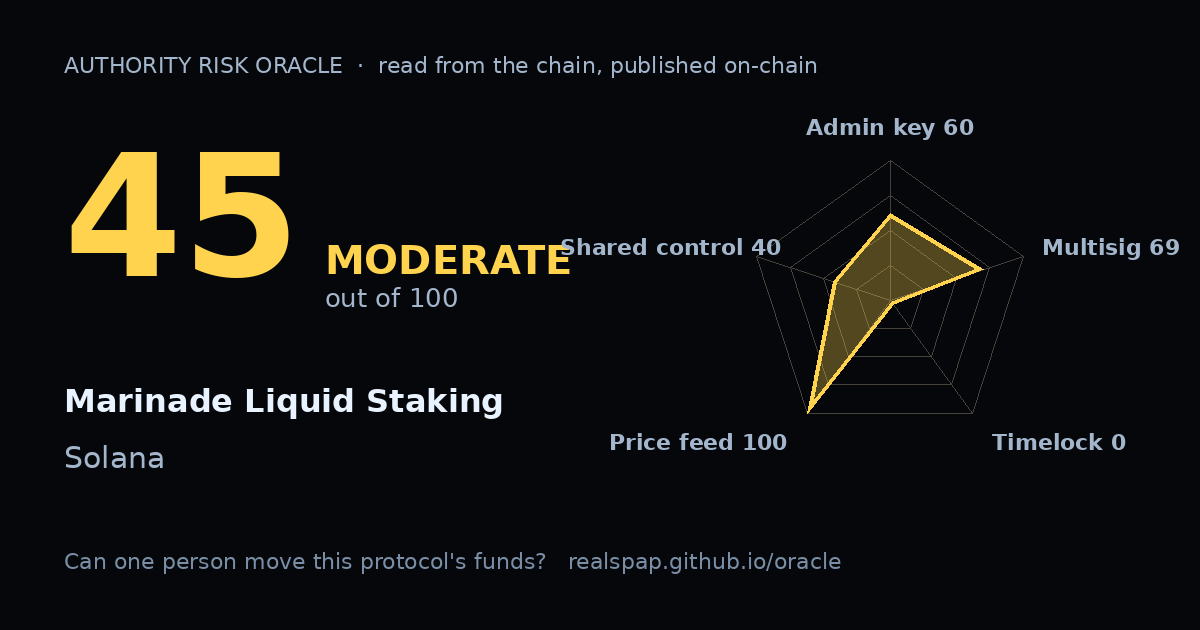 AUTHORITY RISK ORACLE · read from the chain, published on-chain
Admin key 60
45
MODERATE
out of 100
Shared control 40
Multisig 69
Marinade Liquid Staking
Price feed 100
Timelock 0
Solana
Can one person move this protocol's funds? realspap.github.io/oracle